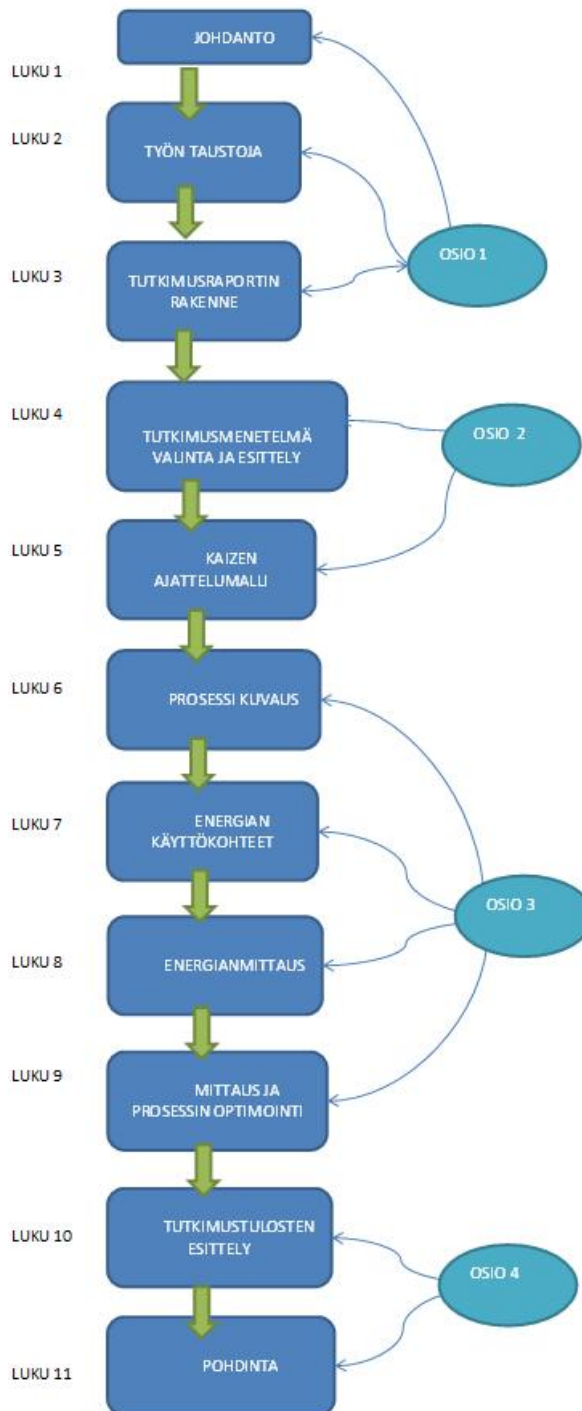 JOHDANTO
LUKU 1
LUKU 2
TYÖN TAUSTOJA
OSIO 1
LUKU 3
TUTKIMUSRAPORTIN
RAKENNE
LUKU 4
TUTKIMUSMENETELMÄ
VALINTA JA ESITTELY
OSIO 2
LUKU 5
KAIZEN
AJATTELUMALLI
LUKU 6
PROSESSI KUVAUS
LUKU 7
ENERGIAN
KÄYTTÖKOHTEET
OSIO 3
LUKU 8
ENERGIANMITTAUS
LUKU 9
MITTAUS JA
PROSESSIN OPTIMOINTI
LUKU 10
TUTKIMUSTULOSTEN
ESITTELY
OSIO 4
LUKU 11
POHDINTA